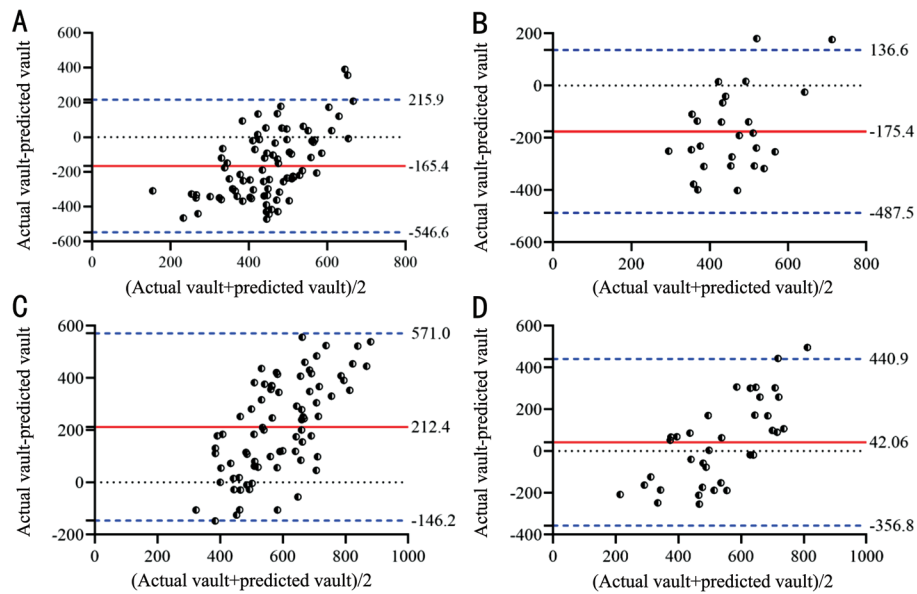 A
600
400
200
0
-200
-400
-600
0 200 400 600 800
215.9
-165.4
-546.6
Actual vault-predicted vault
(Actual vault+predicted vault)/2
B
200
0
-200
-400
-600
0 200 400 600 800
136.6
-175.4
-487.5
Actual vault-predicted vault
(Actual vault+predicted vault)/2
C
600
400
200
0
-200
0 200 400 600 800 1000
571.0
212.4
-146.2
Actual vault-predicted vault
(Actual vault+predicted vault)/2
D
600
400
200
0
-200
-400
0 200 400 600 800 1000
440.9
42.06
-356.8
Actual vault-predicted vault
(Actual vault+predicted vault)/2